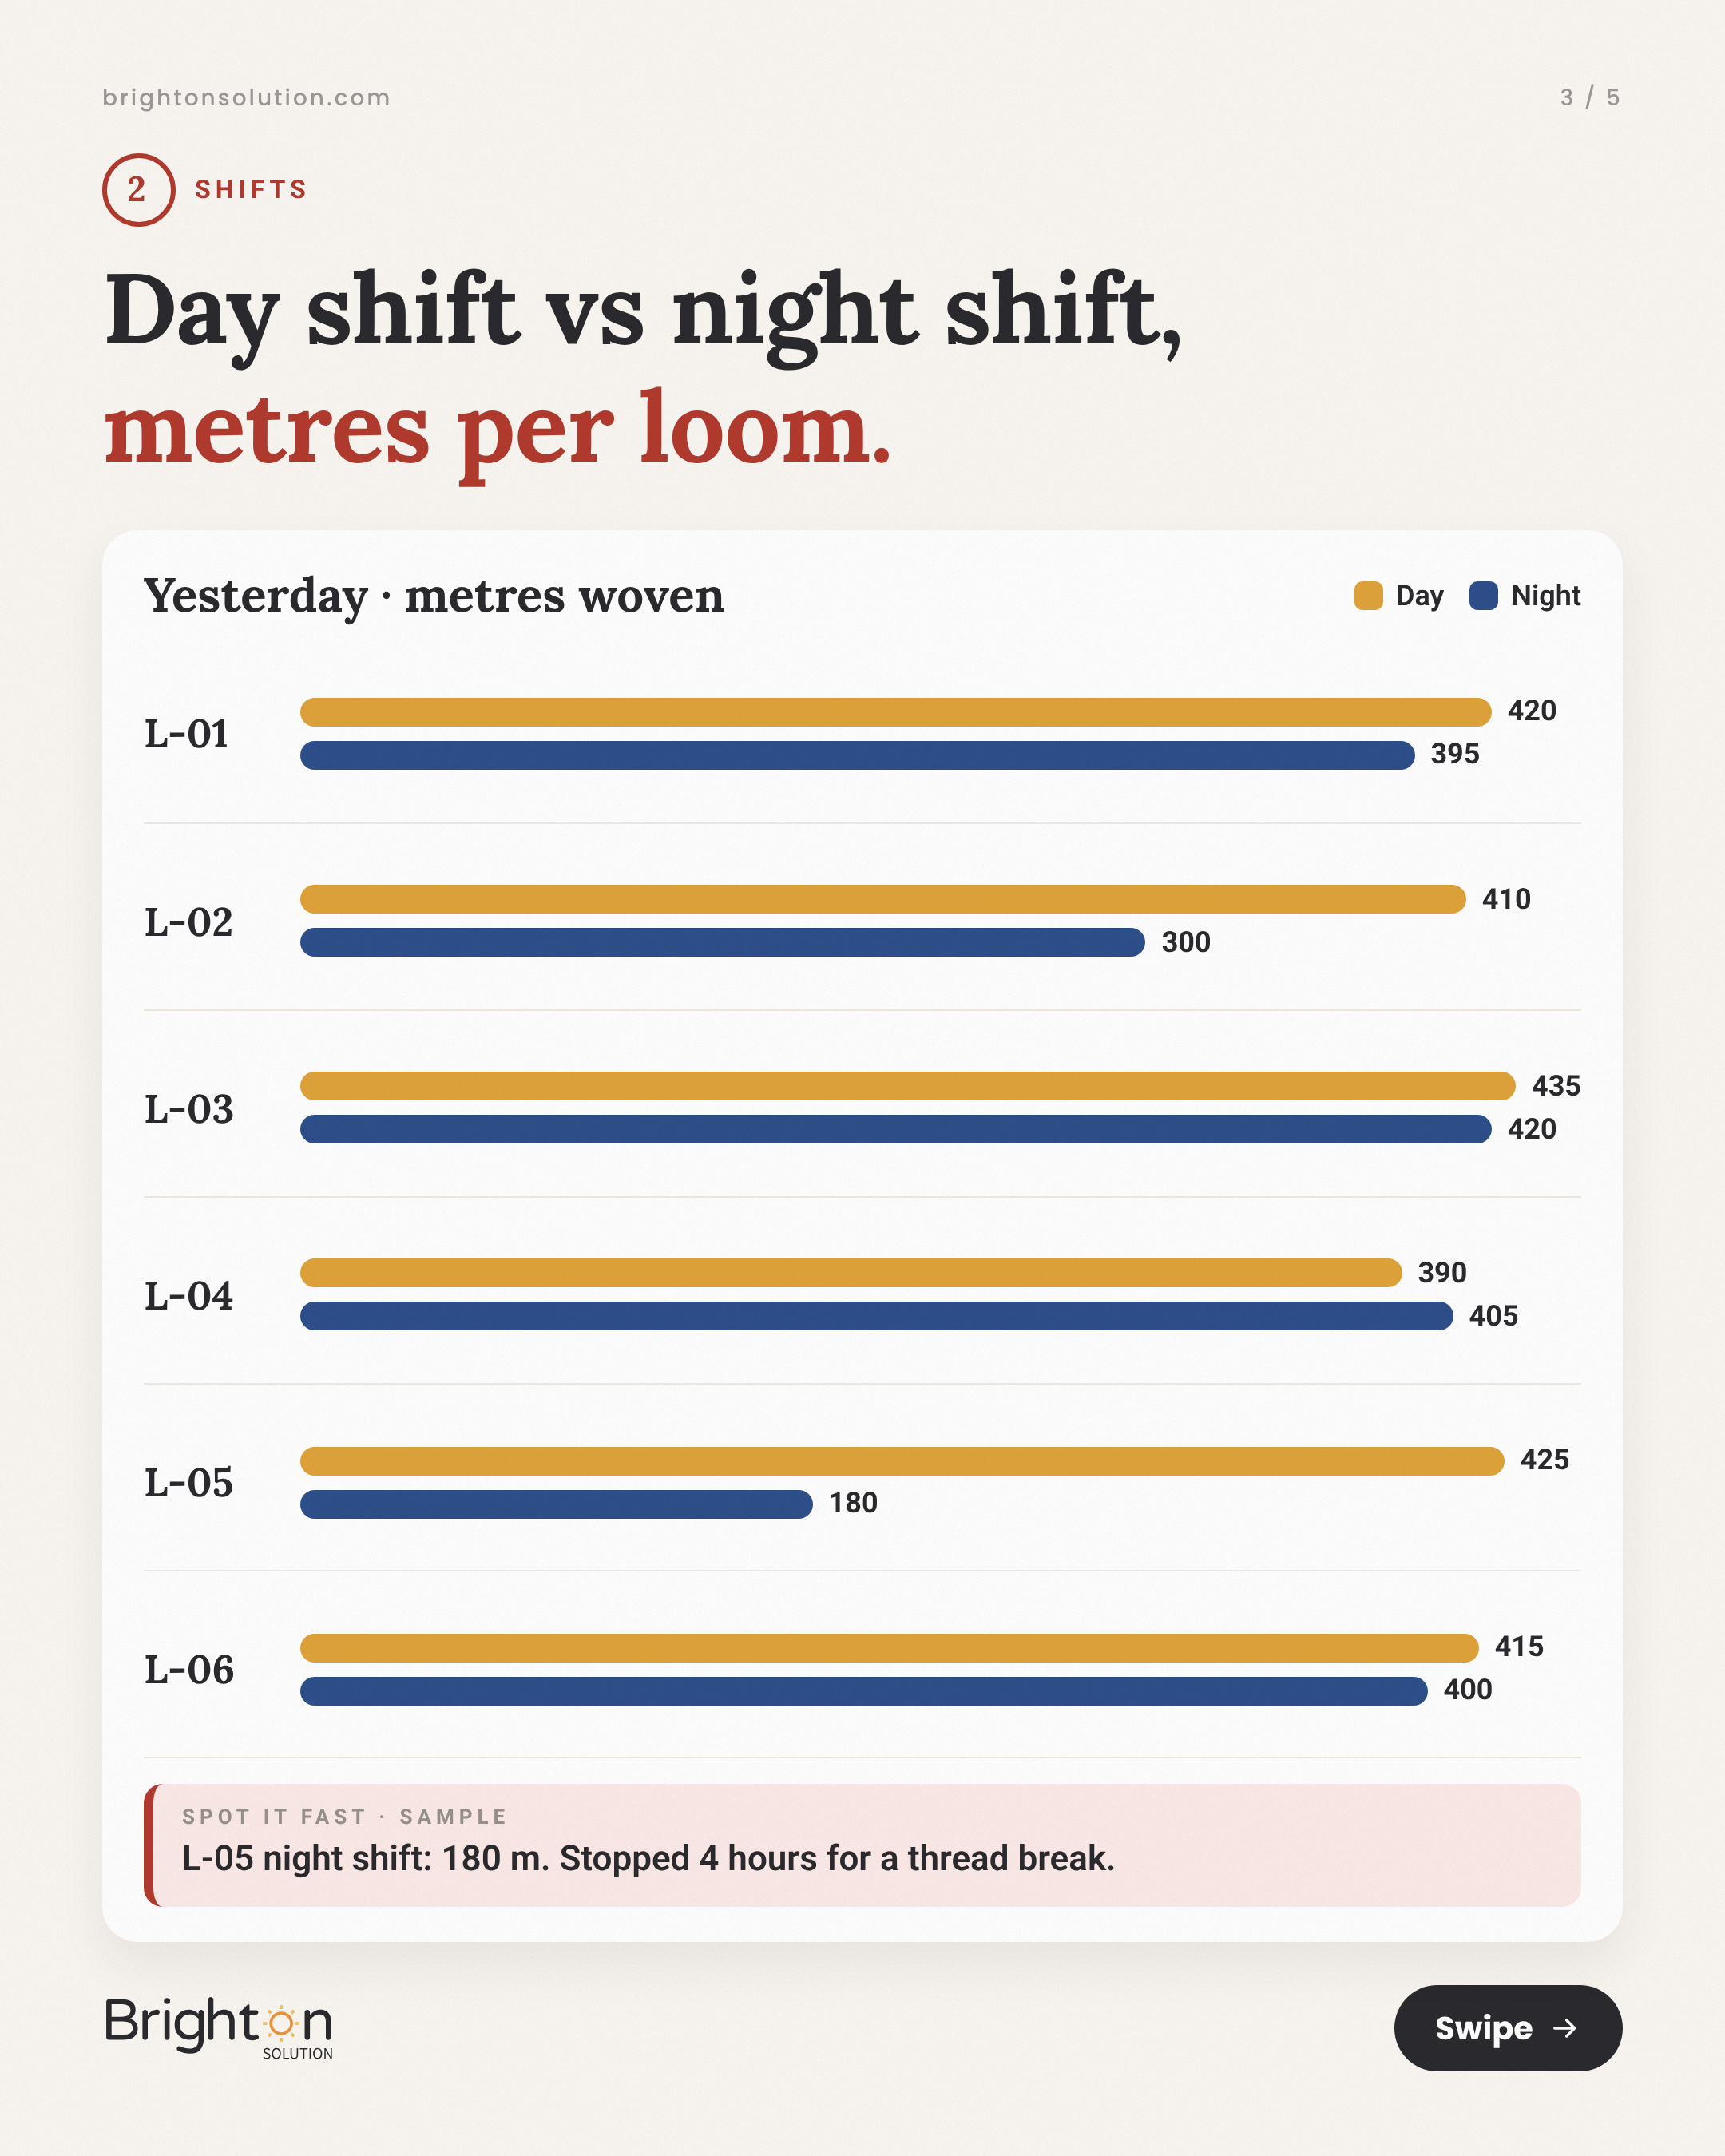 brightonsolution.com
3 / 5
2
SHIFTS
Day shift vs night shift,
metres per loom.
Yesterday · metres woven
Day
Night
L-01
420
395
L-02
410
300
L-03
435
420
L-04
390
405
L-05
425
180
L-06
415
400
SPOT IT FAST · SAMPLE
L-05 night shift: 180 m. Stopped 4 hours for a thread break.
Brighton
SOLUTION
Swipe →